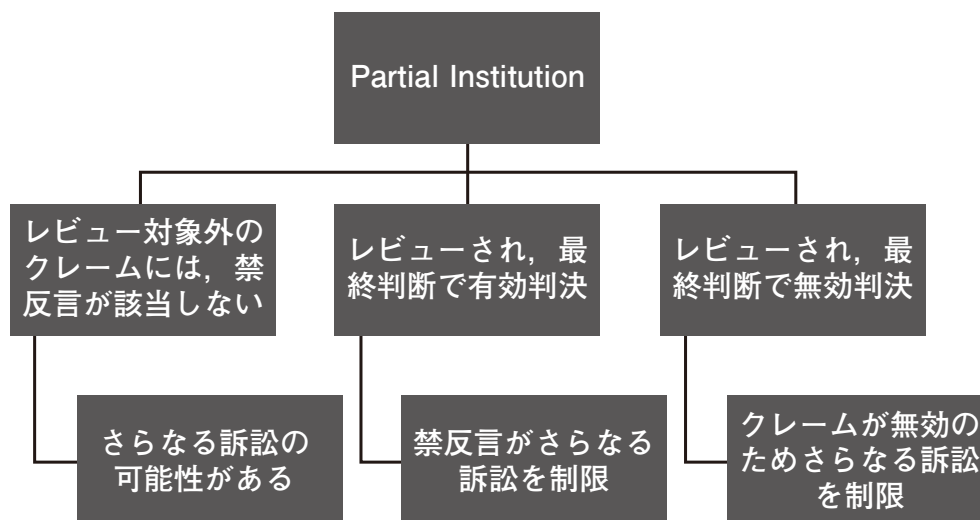 Partial Institution
レビュー対象外の
クレームには，禁
反言が該当しない
レビューされ，最
終判断で有効判決
レビューされ，最
終判断で無効判決
さらなる訴訟の
可能性がある
禁反言がさらなる
訴訟を制限
クレームが無効の
ためさらなる訴訟
を制限